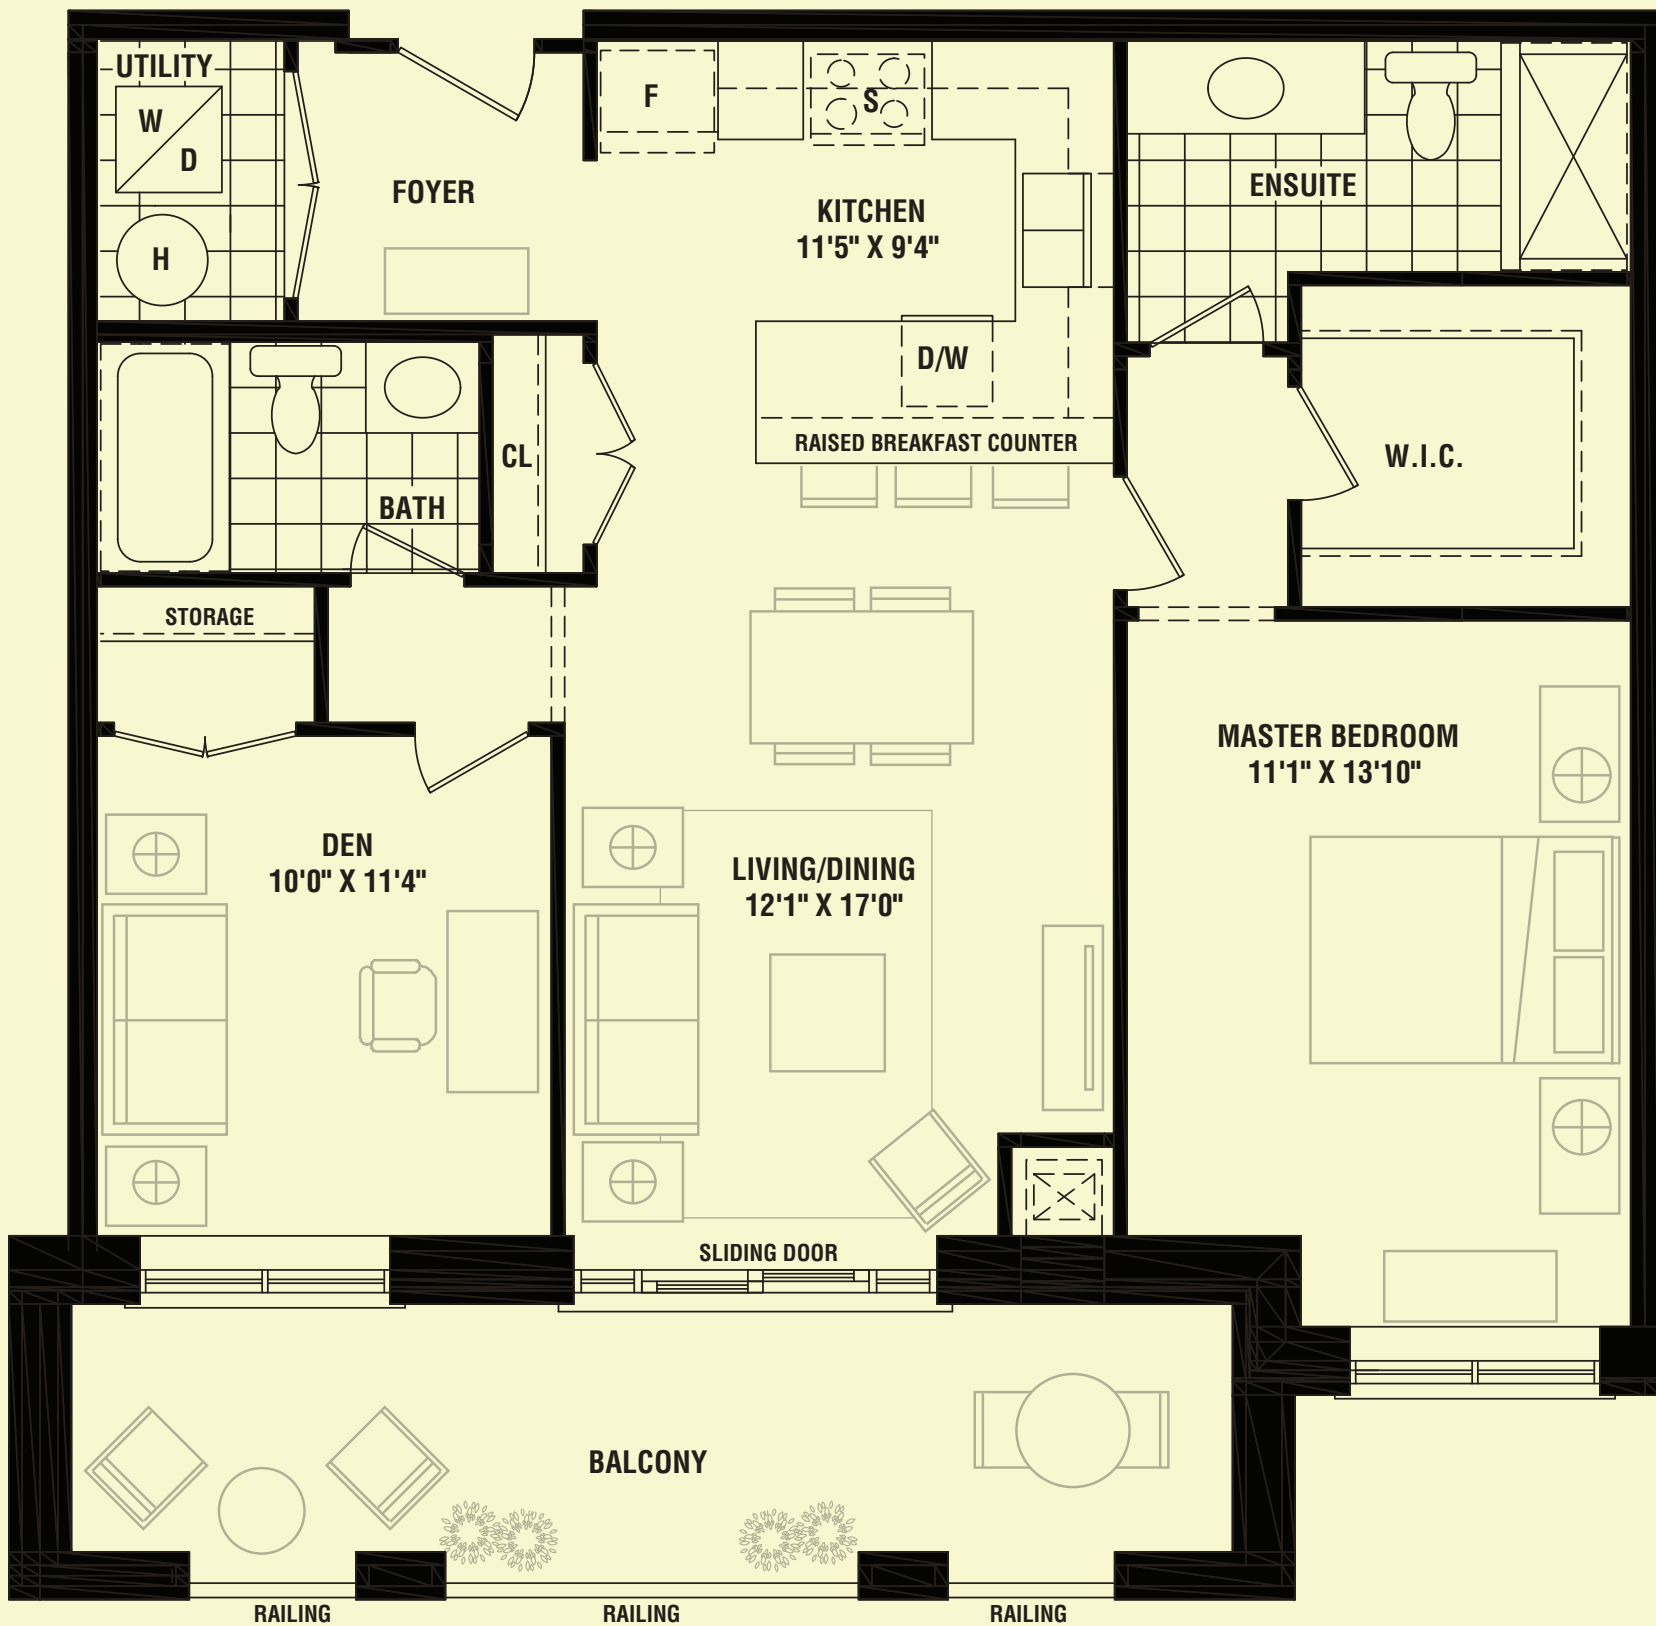 UTILITY
W
D
H
FOYER
F
S
KITCHEN
11'5" X 9'4"
ENSUITE
D/W
RAISED BREAKFAST COUNTER
CL
W.I.C.
BATH
STORAGE
MASTER BEDROOM
11'1" X 13'10"
DEN
10'0" X 11'4"
LIVING/DINING
12'1" X 17'0"
SLIDING DOOR
BALCONY
RAILING
RAILING
RAILING